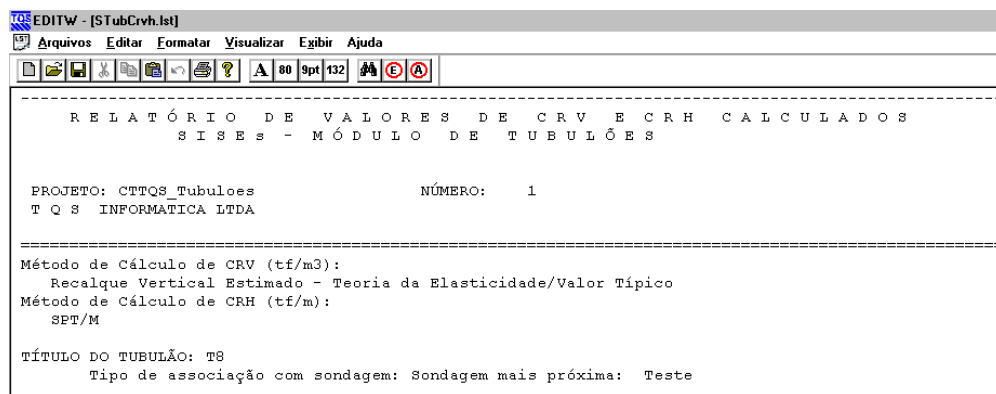 EDITW - [STubCrvh.lst]
Arquivos Editar Formatar Visualizar Exibir Ajuda
A 80 9pt 132 E A
R E L A T Ó R I O   D E   V A L O R E S   D E   C R V   E   C R H   C A L C U L A D O S
S I S E s - M Ó D U L O   D E   T U B U L Õ E S
PROJETO: CTTQS_Tubuloes NÚMERO: 1
T Q S INFORMATICA LTDA
Método de Cálculo de CRV (tf/m3):
Recalque Vertical Estimado - Teoria da Elasticidade/Valor Típico
Método de Cálculo de CRH (tf/m):
SPT/M
TÍTULO DO TUBULÃO: T8
Tipo de associação com sondagem: Sondagem mais próxima: Teste